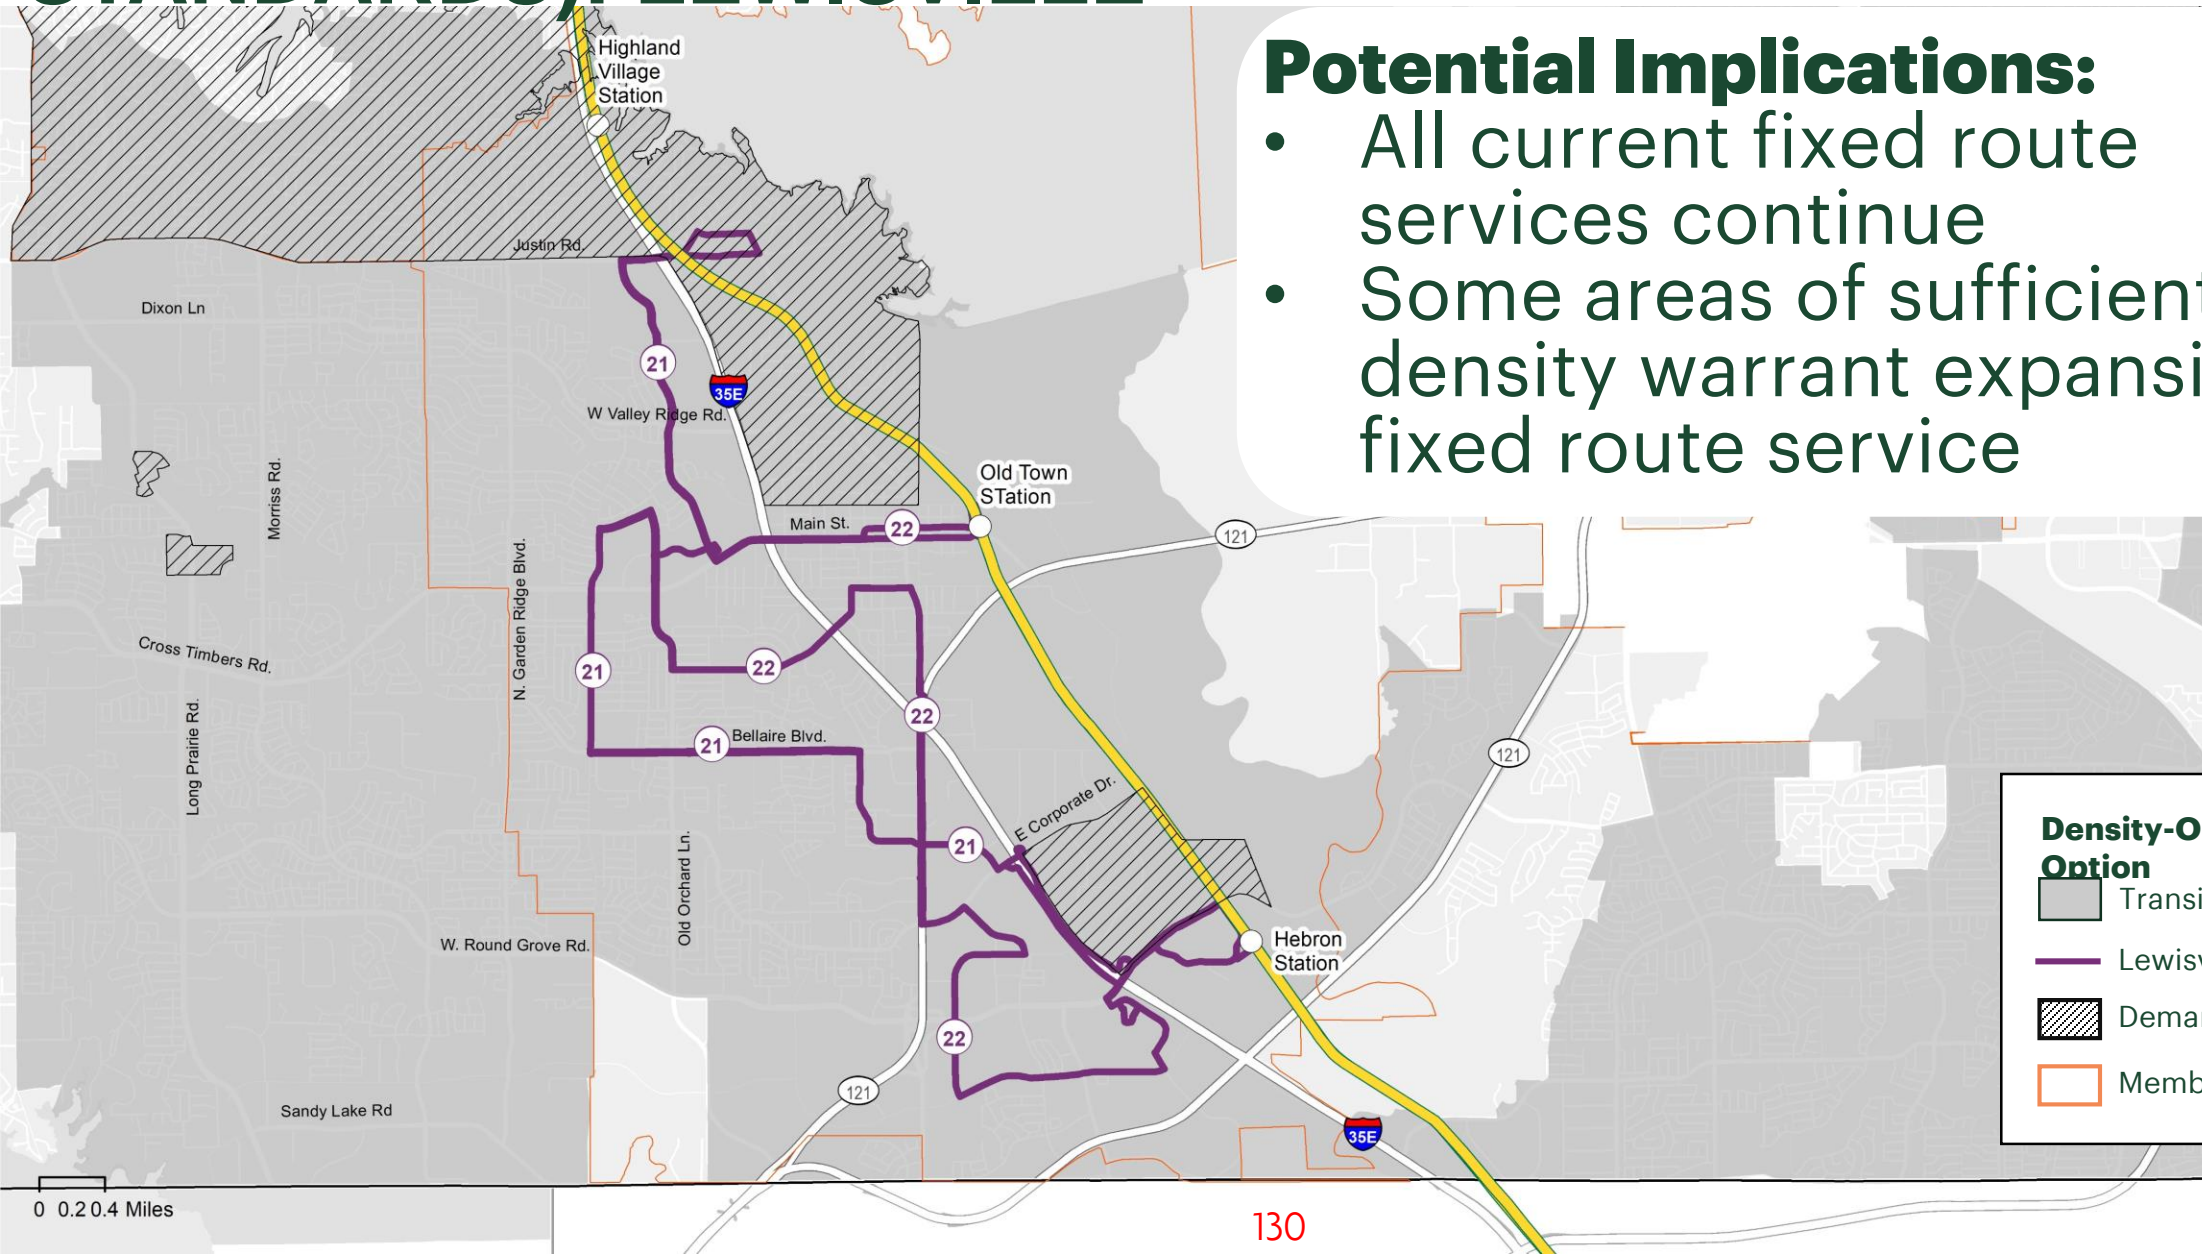 LEWISVILLE
Potential Implications:
• All current fixed route
services continue
• Some areas of sufficient
density warrant
fixed route service
Highland
Village
Station
Justin Rd.
Dixon Ln
21
35E
W Valley Ridge Rd.
Morriss Rd.
Old Town
STation
Main St.
22
121
N. Garden Ridge Blvd.
Cross Timbers Rd.
21
22
22
Long Prairie Rd.
21
Bellaire Blvd.
121
E Corporate Dr.
21
Old Orchard Ln.
W. Round Grove Rd.
Hebron
Station
22
121
Sandy Lake Rd
35E
Density-O
Option
Transi
Lewisv
Dema
Memb
0 0.2 0.4 Miles
130